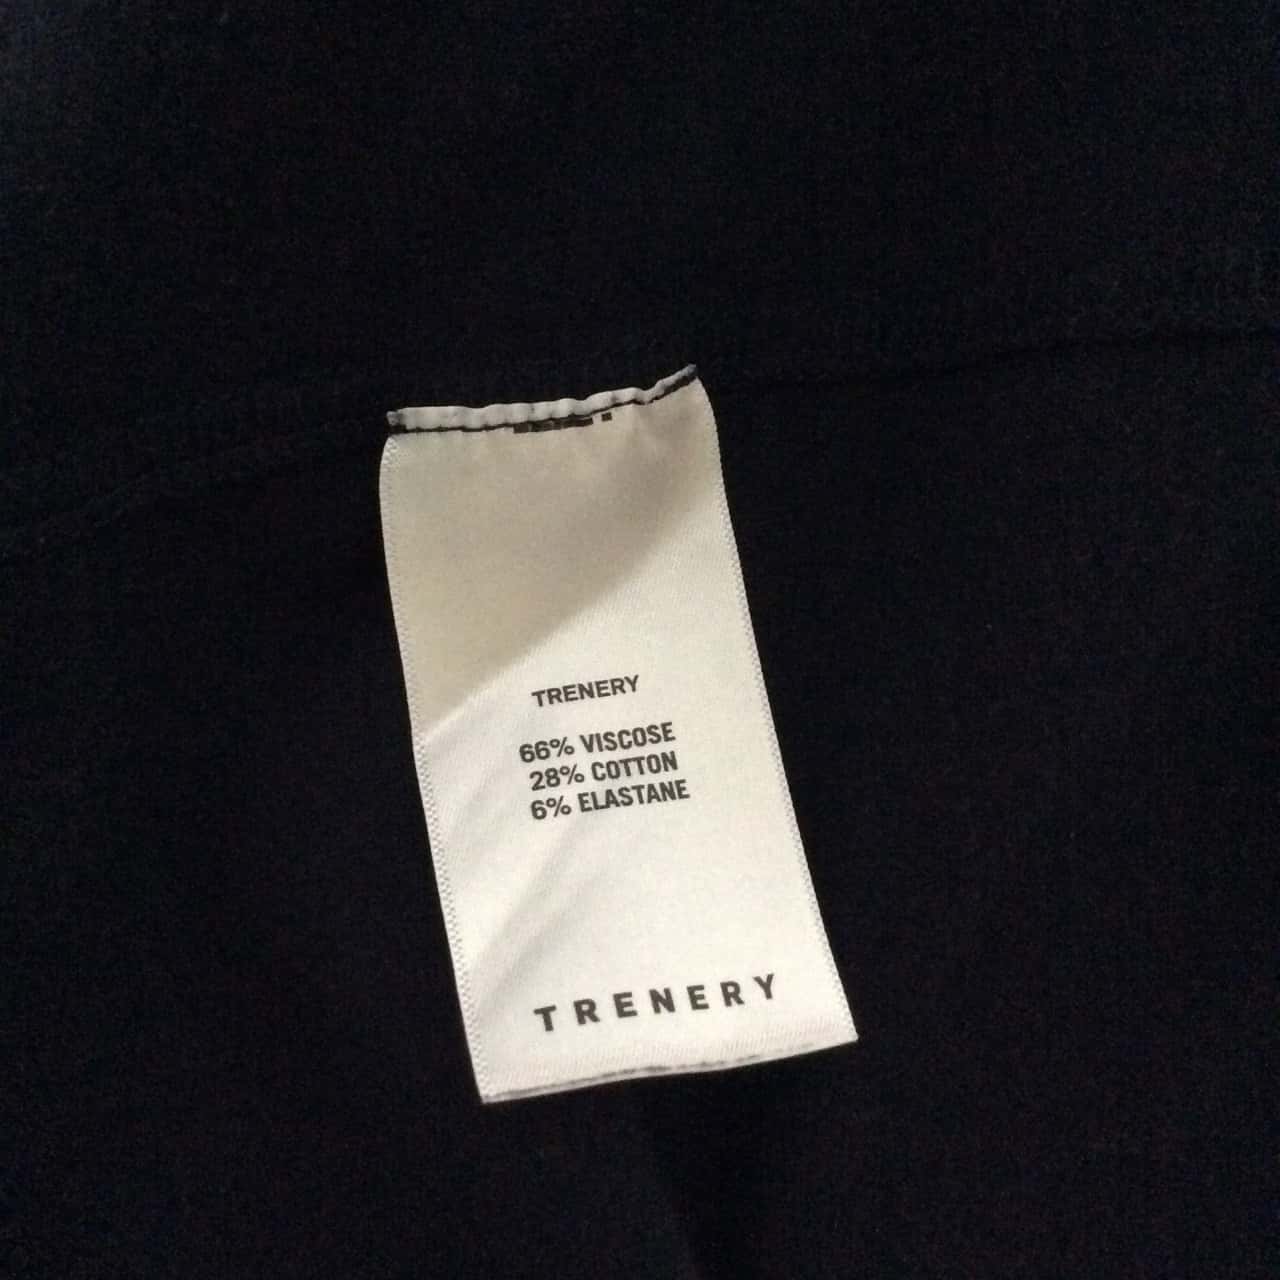 TRENERY
66% VISCOSE
28% COTTON
6% ELASTANE
TRENERY